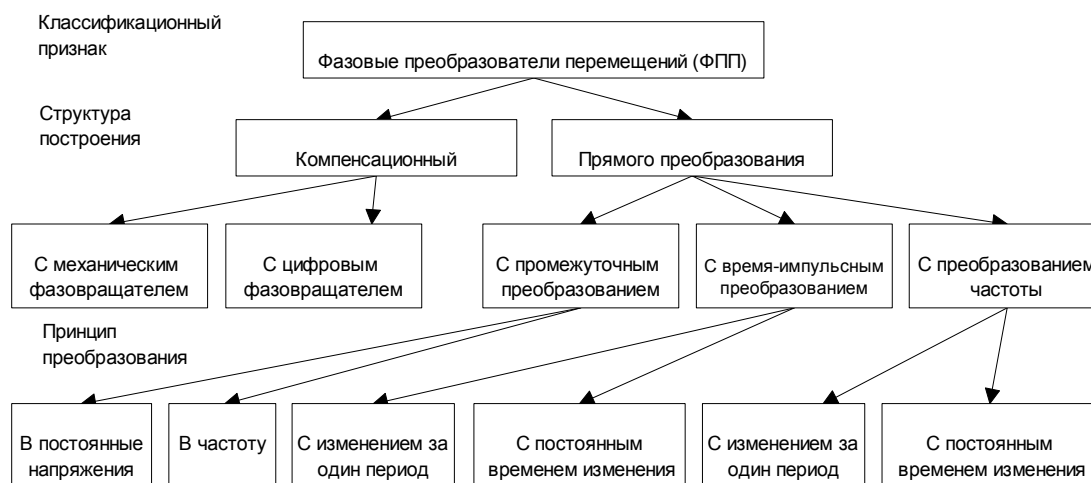 Классификационный
признак
Фазовые преобразователи перемещений (ФПП)
Структура
построения
Компенсационный
Прямого преобразования
С механическим
фазовращателем
С цифровым
фазовращателем
С промежуточным
преобразованием
С время-импульсным
преобразованием
С преобразованием
частоты
Принцип
преобразования
В постоянные
напряжения
В частоту
С изменением за
один период
С постоянным
временем изменения
С изменением за
один период
С постоянным
временем изменения